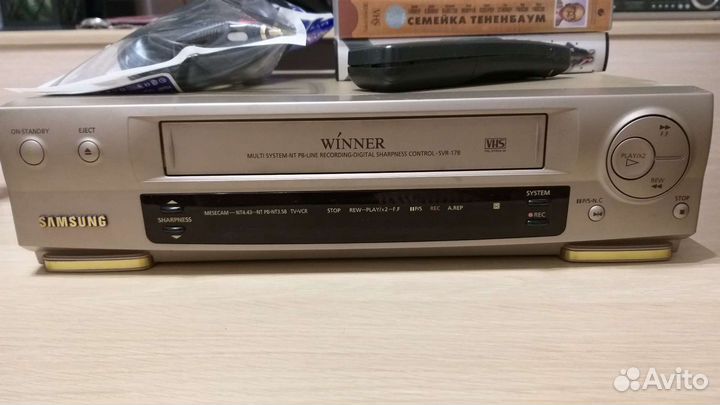 VHS
СЕМЕЙКА ТЕНЕНБАУМ
ON-STANDBY
EJECT
WINNER
MULTI SYSTEM-NT PB-LINE RECORDING-DIGITAL SHARPNESS CONTROL-SVR-17B
VHS
F.F
PLAY/x2
REW
SAMSUNG
SHARPNESS
MESECAM — NT4.43 — NT PB-NT3.58 TV-VCR
STOP REW — PLAY/x2 — F.F P/S REC A.REP
SYSTEM
REC
P/S-N.C
STOP
Avito